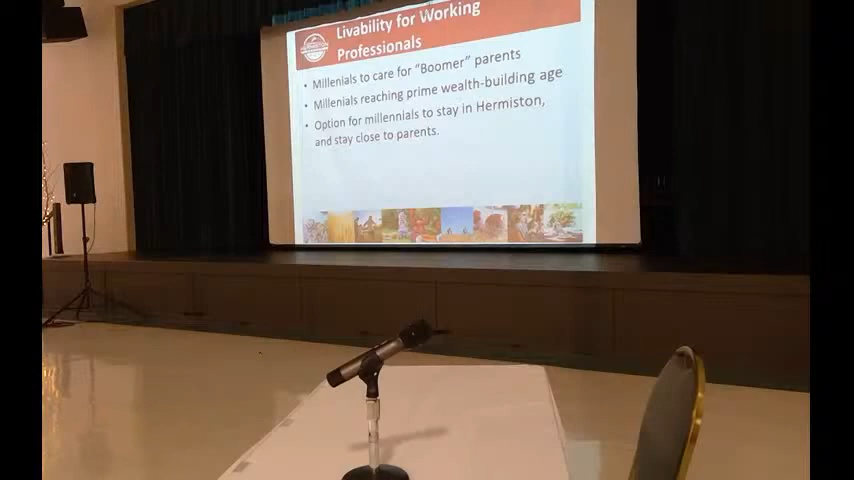 Livability for Working
Professionals
• Millenials to care for "Boomer" parents
• Millenials reaching prime wealth-building age
• Option for millennials to stay in Hermiston,
and stay close to parents.